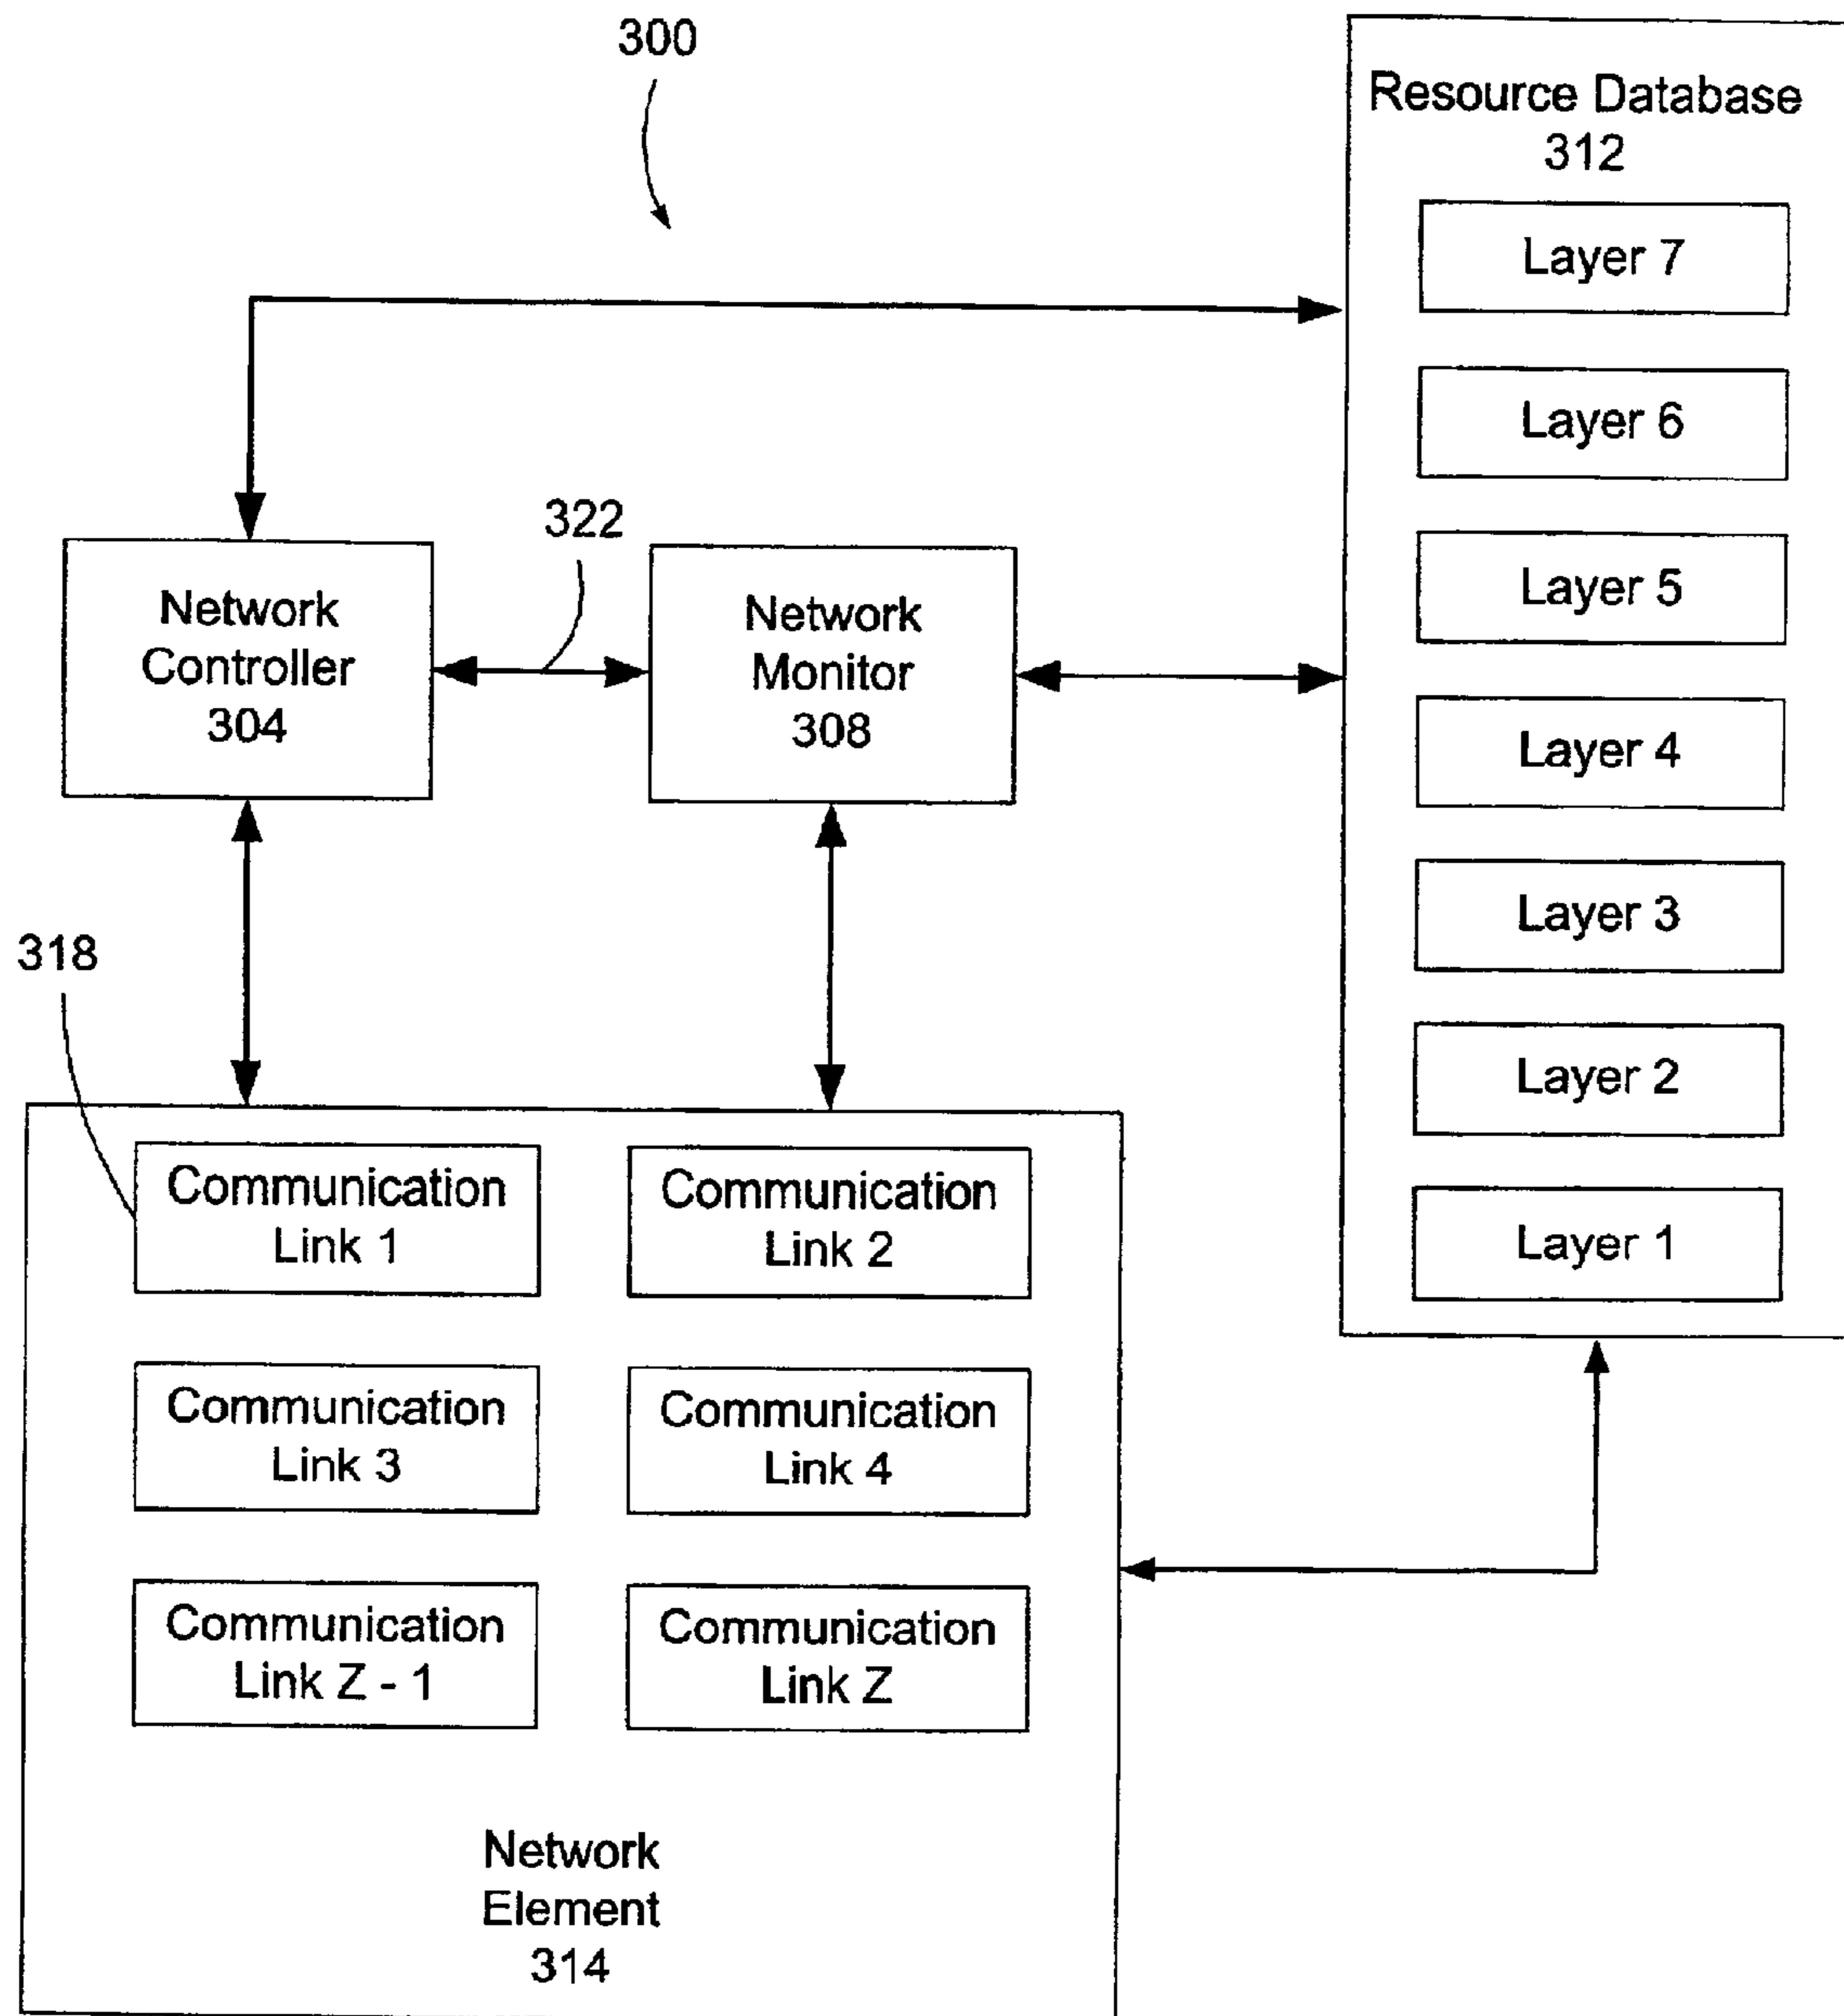 300
Resource Database
312
Layer 7
Layer 6
Layer 5
Layer 4
Layer 3
Layer 2
Layer 1
322
Network
Controller
304
Network
Monitor
308
318
Communication
Link 1
Communication
Link 2
Communication
Link 3
Communication
Link 4
Communication
Link Z - 1
Communication
Link Z
Network
Element
314